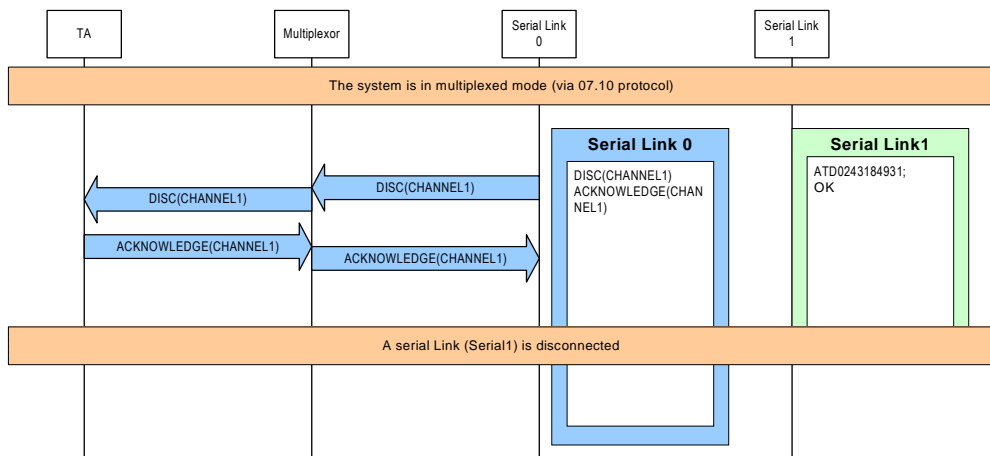 TA
Multiplexor
Serial Link
0
Serial Link
1
The system is in multiplexed mode (via 07.10 protocol)
Serial Link 0
Serial Link1
DISC(CHANNEL1)
ACKNOWLEDGE(CHAN
NEL1)
ATD0243184931;
OK
DISC(CHANNEL1)
DISC(CHANNEL1)
ACKNOWLEDGE(CHANNEL1)
ACKNOWLEDGE(CHANNEL1)
A serial Link (Serial1) is disconnected